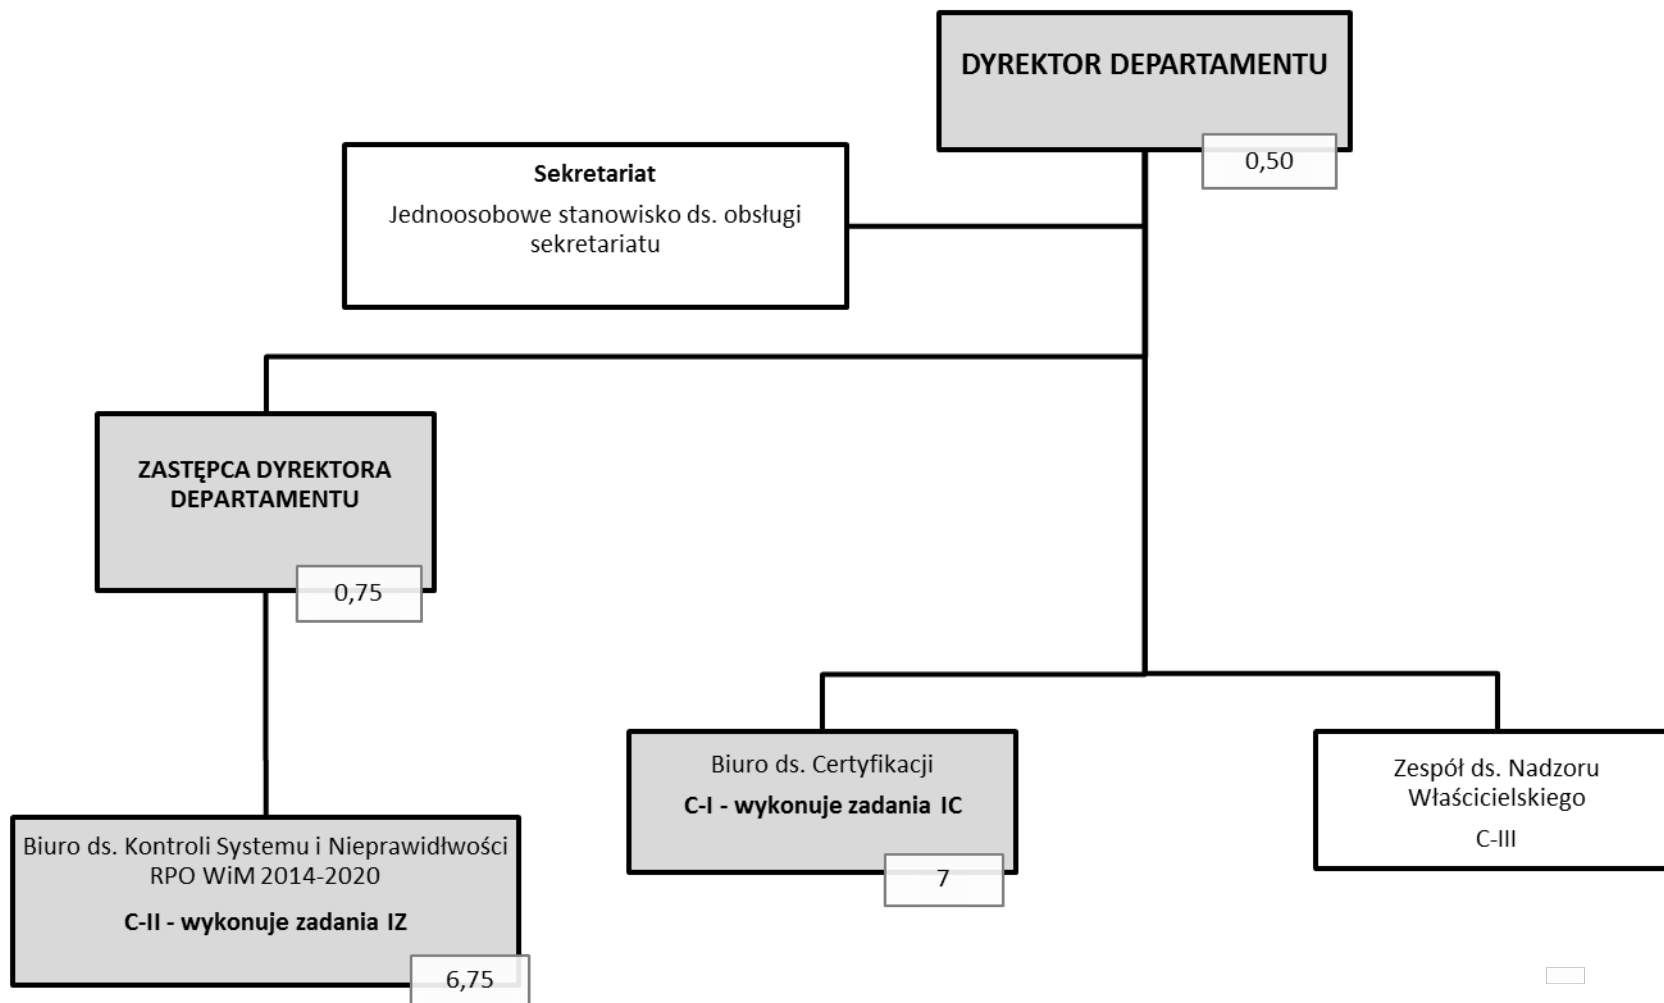 DYREKTOR DEPARTAMENTU
0,50
Sekretariat
Jednoosobowe stanowisko ds. obsługi
sekretariatu
ZASTĘPCA DYREKTORA
DEPARTAMENTU
0,75
Biuro ds. Certyfikacji
C-I - wykonuje zadania IC
7
Zespół ds. Nadzoru
Właścicielskiego
C-III
Biuro ds. Kontroli Systemu i Nieprawidłwości
RPO WiM 2014-2020
C-II - wykonuje zadania IZ
6,75